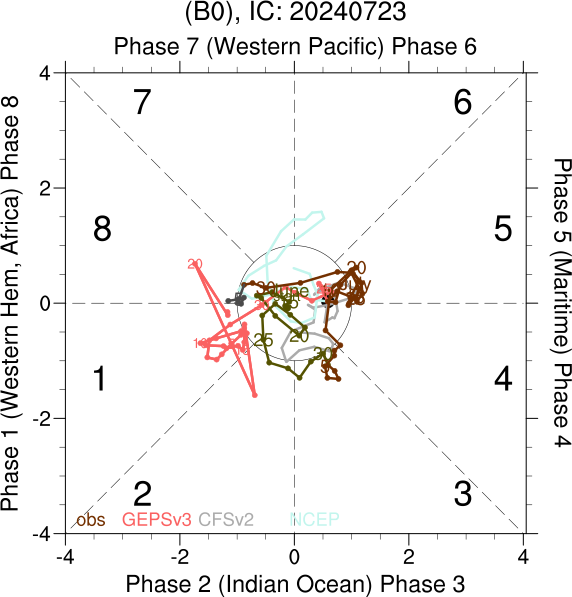 (B0), IC: 20240723
Phase 7 (Western Pacific) Phase 6
Phase 1 (Western Hem, Africa) Phase 8
Phase 5 (Maritime) Phase 4
4
2
0
-2
-4
7
6
8
5
1
4
2
3
20
20
20
25
30
obs GEPSv3 CFSv2 NCEP
-4 -2 0 2 4
Phase 2 (Indian Ocean) Phase 3